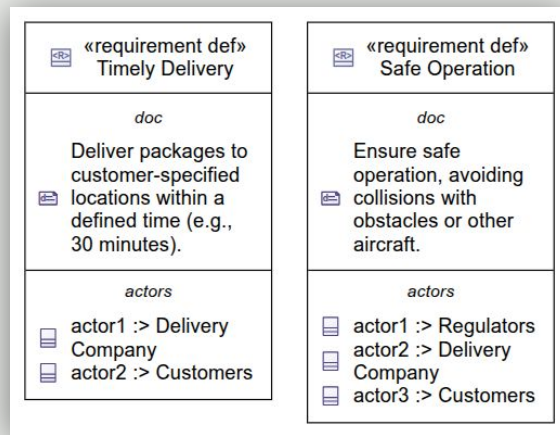 «requirement def»
Timely Delivery
doc
Deliver packages to
customer-specified
locations within a
defined time (e.g.,
30 minutes).
actors
actor1 :> Delivery
Company
actor2 :> Customers
«requirement def»
Safe Operation
doc
Ensure safe
operation, avoiding
collisions with
obstacles or other
aircraft.
actors
actor1 :> Regulators
actor2 :> Delivery
Company
actor3 :> Customers